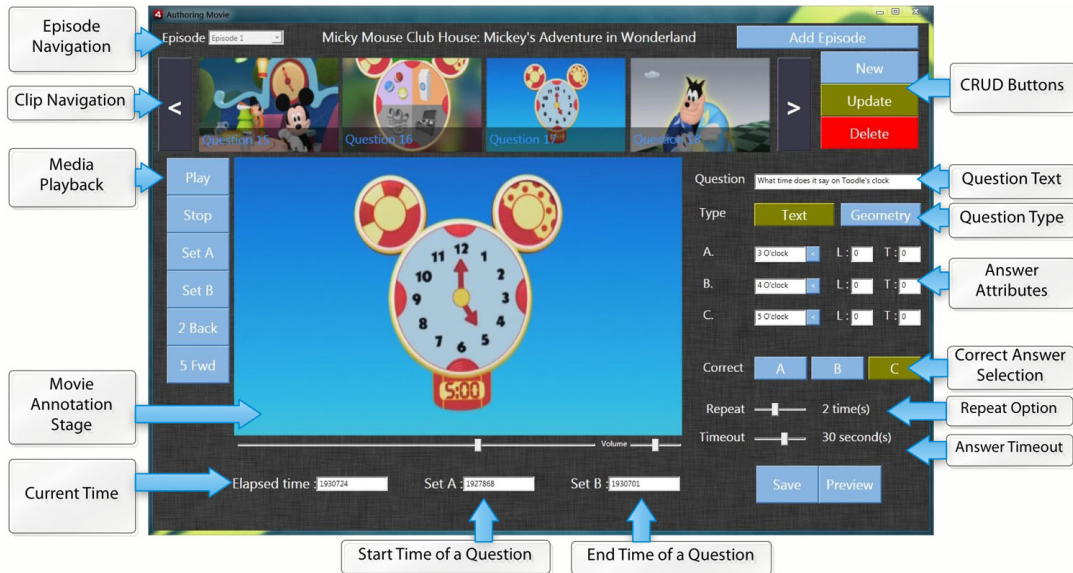 Authoring Movie
Episode Navigation
Episode
Episode 1
Micky Mouse Club House: Mickey's Adventure in Wonderland
Add Episode
Clip Navigation
<
Question 15
Question 16
Question 17
Question 18
>
New
Update
Delete
CRUD Buttons
Media Playback
Play
Stop
Set A
Set B
2 Back
5 Fwd
12
1
2
3
4
5
6
7
8
9
10
11
5:00
Question
What time does it say on Toodle's clock
Question Text
Type
Text
Geometry
Question Type
A.
3 O'clock
<
L : 0
T : 0
B.
4 O'clock
<
L : 0
T : 0
C.
5 O'clock
<
L : 0
T : 0
Answer Attributes
Correct
A
B
C
Correct Answer Selection
Movie Annotation Stage
Repeat
2 time(s)
Repeat Option
Volume
Timeout
30 second(s)
Answer Timeout
Current Time
Elapsed time : 1930724
Set A : 1927868
Set B : 1930701
Save
Preview
Start Time of a Question
End Time of a Question